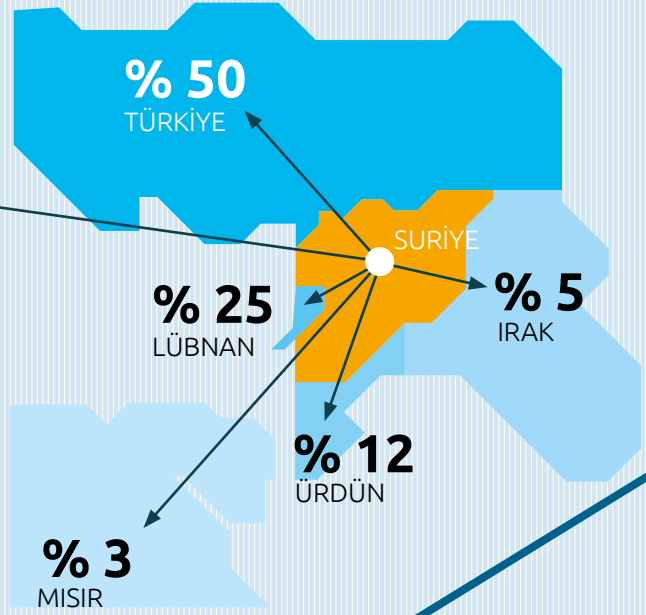 % 50
TÜRKİYE
SURİYE
% 25
LÜBNAN
% 5
IRAK
% 12
ÜRDÜN
% 3
MISIR